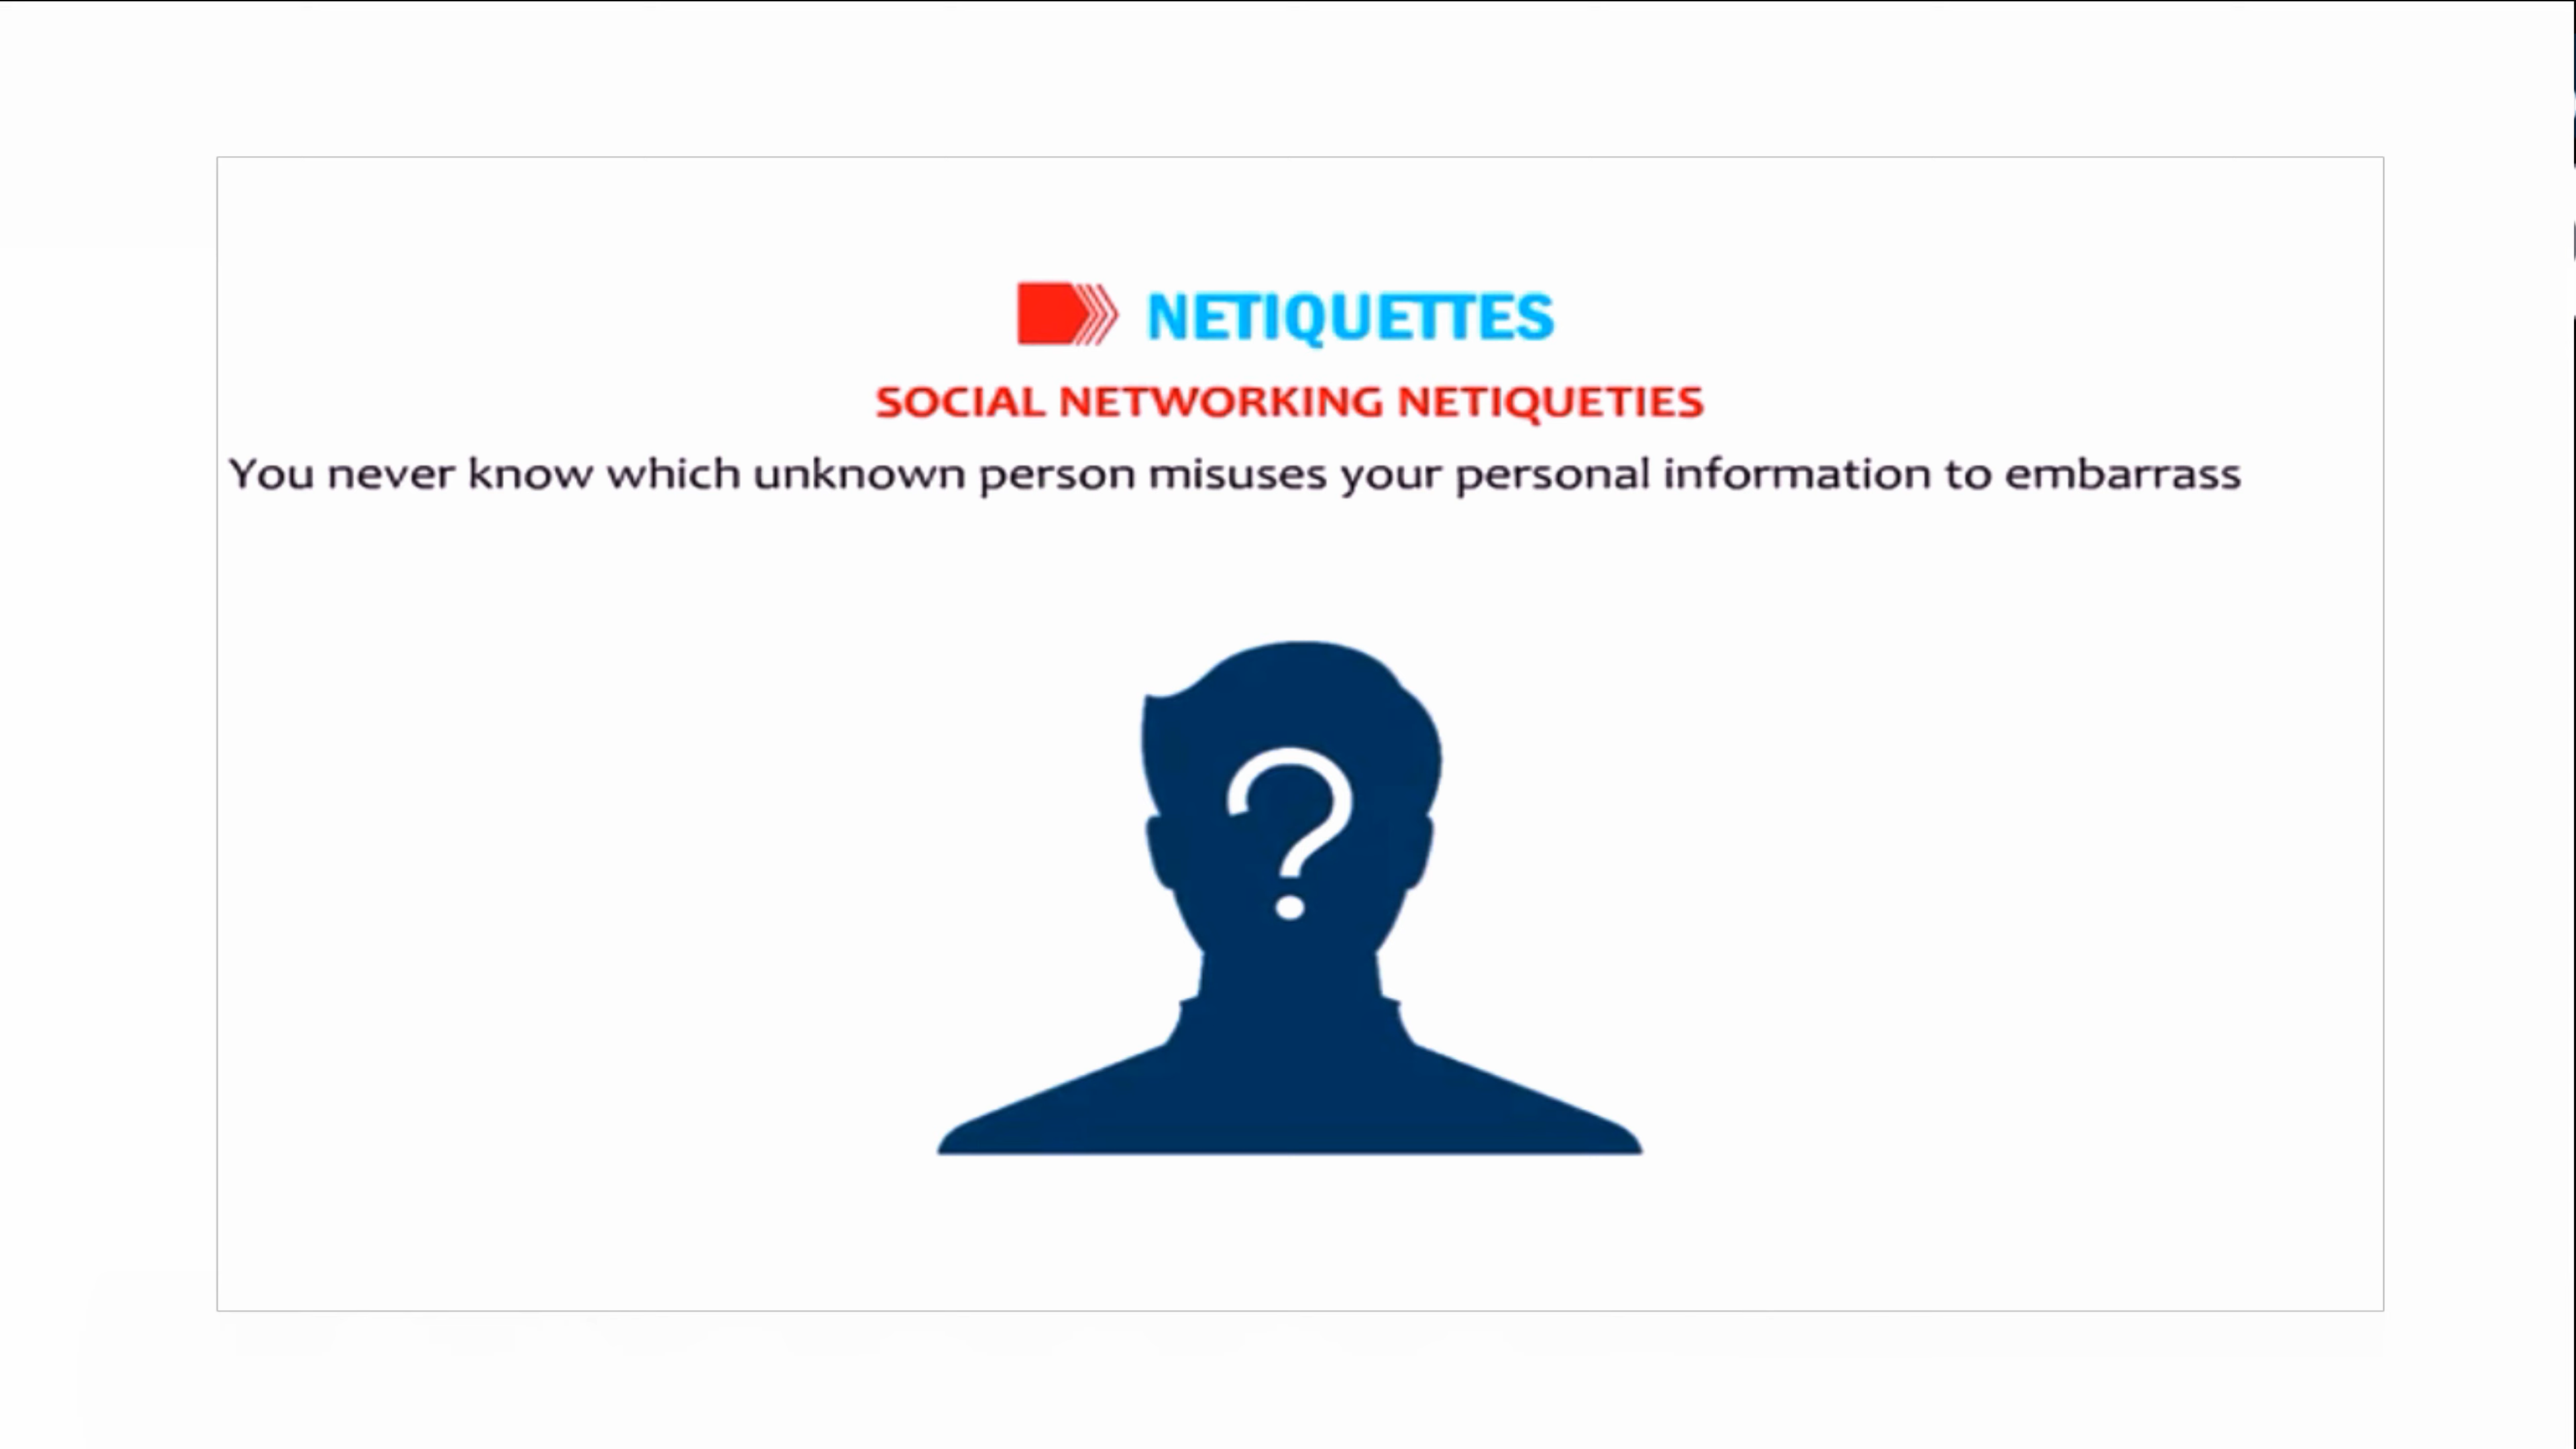 NETIQUETTES
SOCIAL NETWORKING NETIQUETIES
You never know which unknown person misuses your personal information to embarrass
?